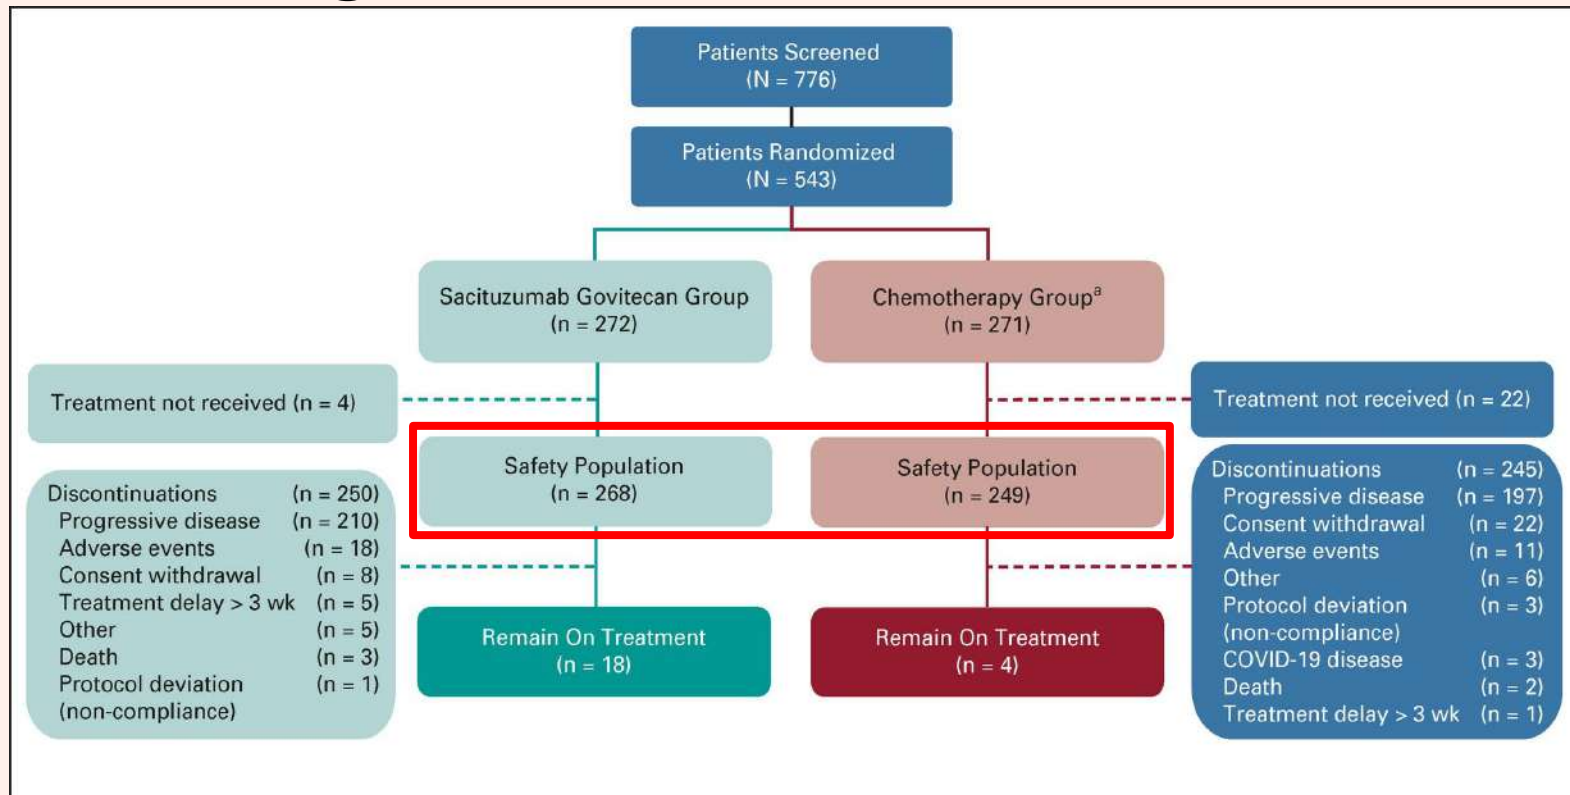 Patients Screened
(N = 776)
Patients Randomized
(N = 543)
Sacituzumab Govitecan Group
(n = 272)
Chemotherapy Groupᵃ
(n = 271)
Treatment not received (n = 4)
Treatment not received (n = 22)
Safety Population
(n = 268)
Safety Population
(n = 249)
Discontinuations (n = 250)
Progressive disease (n = 210)
Adverse events (n = 18)
Consent withdrawal (n = 8)
Treatment delay > 3 wk (n = 5)
Other (n = 5)
Death (n = 3)
Protocol deviation (n = 1)
(non-compliance)
Discontinuations (n = 245)
Progressive disease (n = 197)
Consent withdrawal (n = 22)
Adverse events (n = 11)
Other (n = 6)
Protocol deviation (n = 3)
(non-compliance)
COVID-19 disease (n = 3)
Death (n = 2)
Treatment delay > 3 wk (n = 1)
Remain On Treatment
(n = 18)
Remain On Treatment
(n = 4)